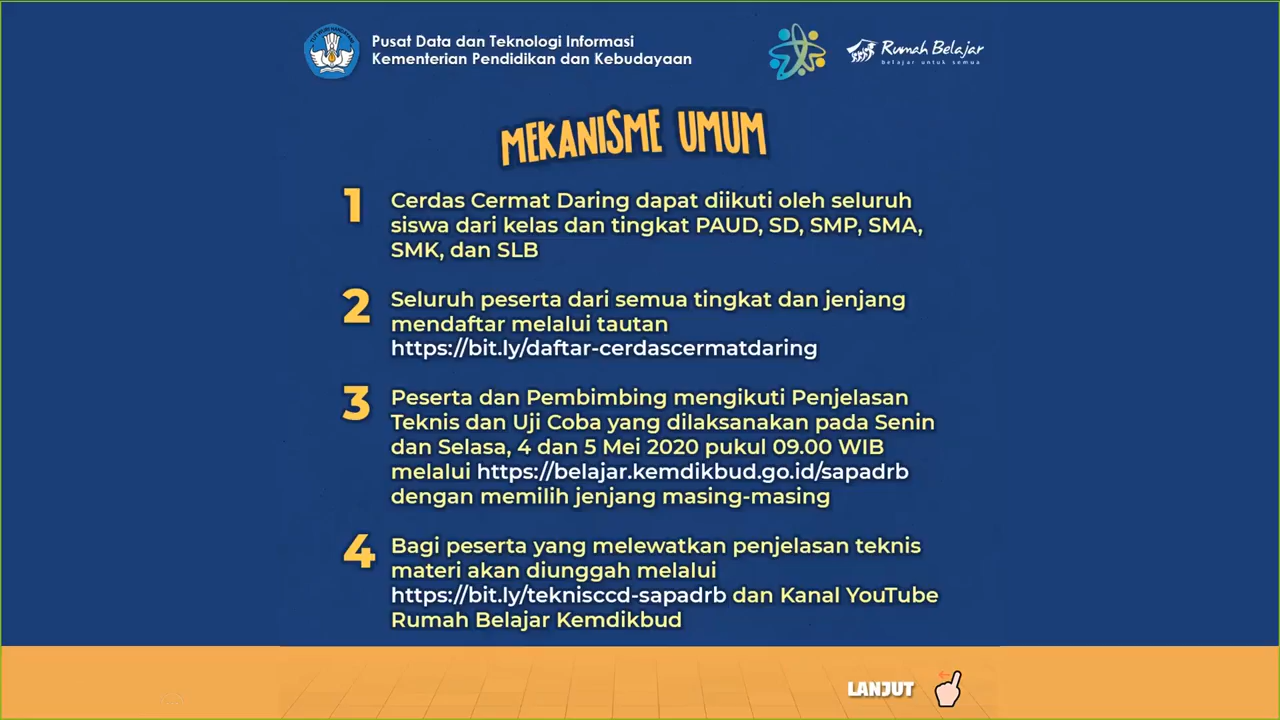 Pusat Data dan Teknologi Informasi
Kementerian Pendidikan dan Kebudayaan
Rumah Belajar
belajar untuk semua
MEKANISME UMUM
1 Cerdas Cermat Daring dapat diikuti oleh seluruh
siswa dari kelas dan tingkat PAUD, SD, SMP, SMA,
SMK, dan SLB
2 Seluruh peserta dari semua tingkat dan jenjang
mendaftar melalui tautan
https://bit.ly/daftar-cerdascermatdaring
3 Peserta dan Pembimbing mengikuti Penjelasan
Teknis dan Uji Coba yang dilaksanakan pada Senin
dan Selasa, 4 dan 5 Mei 2020 pukul 09.00 WIB
melalui https://belajar.kemdikbud.go.id/sapadrb
dengan memilih jenjang masing-masing
4 Bagi peserta yang melewatkan penjelasan teknis
materi akan diunggah melalui
https://bit.ly/teknisccd-sapadrb dan Kanal YouTube
Rumah Belajar Kemdikbud
LANJUT